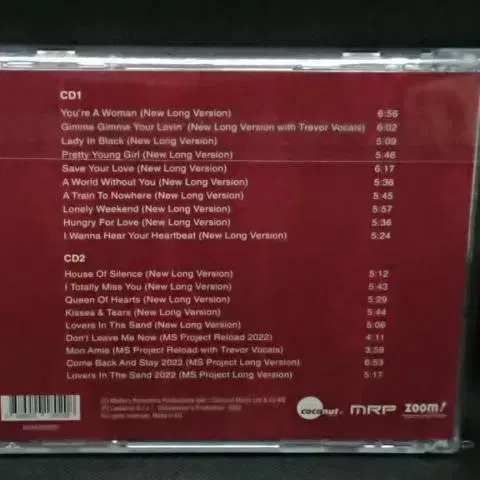 CD1
You're A Woman (New Long Version) 6:56
Gimme Gimme Your Lovin' (New Long Version with Trevor Vocals) 6:02
Lady In Black (New Long Version) 5:09
Pretty Young Girl (New Long Version) 5:46
Save Your Love (New Long Version) 6:17
A World Without You (New Long Version) 5:36
A Train To Nowhere (New Long Version) 5:45
Lonely Weekend (New Long Version) 5:57
Hungry For Love (New Long Version) 5:36
I Wanna Hear Your Heartbeat (New Long Version) 5:24
CD2
House Of Silence (New Long Version) 5:12
I Totally Miss You (New Long Version) 5:43
Queen Of Hearts (New Long Version) 5:29
Kisses & Tears (New Long Version) 5:44
Lovers In The Sand (New Long Version) 5:06
Don't Leave Me Now (MS Project Reload 2022) 4:11
Mon Amie (MS Project Reload with Trevor Vocals) 3:59
Come Back And Stay 2022 (MS Project Long Version) 6:53
Lovers In The Sand 2022 (MS Project Long Version) 5:17
coconut MRP ZOOM!